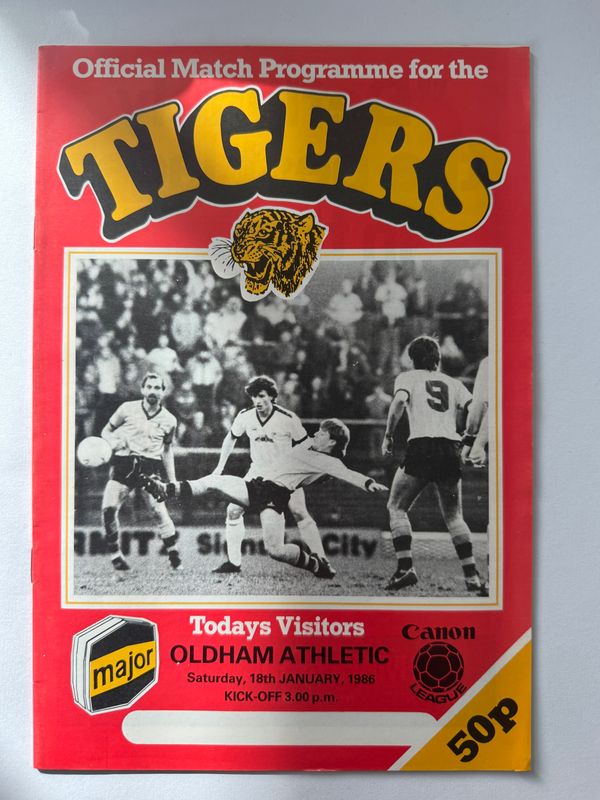 Official Match Programme for the
TIGERS
9
City
Todays Visitors
OLDHAM ATHLETIC
Saturday, 18th JANUARY, 1986
KICK-OFF 3.00 p.m.
major
Canon
LEAGUE
50p